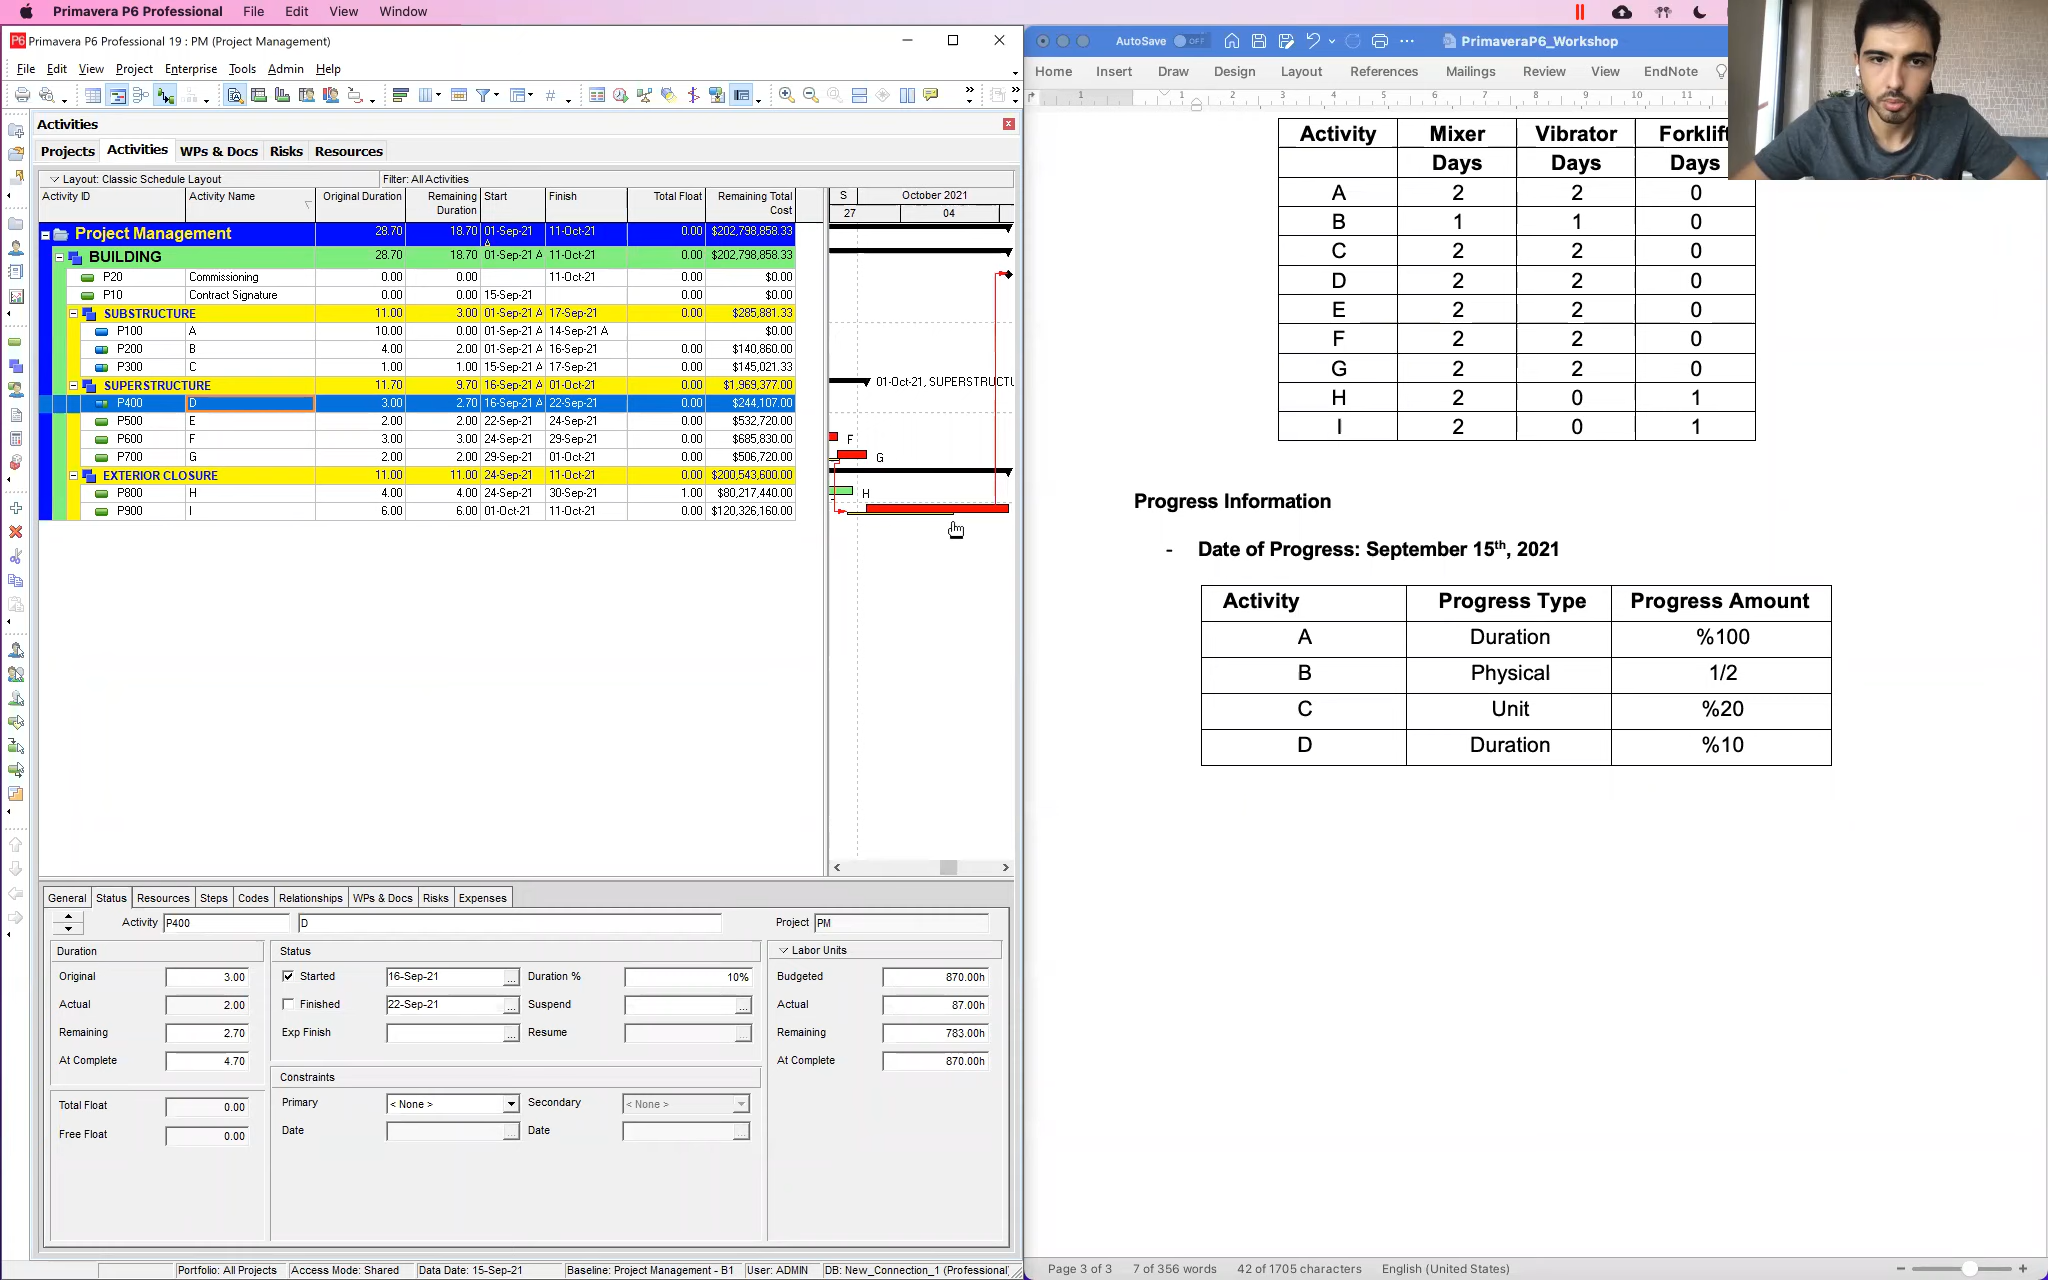 Primavera P6 Professional File Edit View Window
Primavera P6 Professional 19 : PM (Project Management)
File Edit View Project Enterprise Tools Admin Help
Activities
Projects Activities WPs & Docs Risks Resources
Layout: Classic Schedule Layout Filter: All Activities
Activity ID Activity Name Original Duration Remaining Duration Start Finish Total Float Remaining Total Cost
S October 2021
27 04
Project Management 28.70 18.70 01-Sep-21 A 11-Oct-21 0.00 $202,798,858.33
BUILDING 28.70 18.70 01-Sep-21 A 11-Oct-21 0.00 $202,798,858.33
P20 Commissioning 0.00 0.00 11-Oct-21 0.00 $0.00
P10 Contract Signature 0.00 0.00 15-Sep-21 0.00 $0.00
SUBSTRUCTURE 11.00 3.00 01-Sep-21 A 17-Sep-21 0.00 $285,881.33
P100 A 10.00 0.00 01-Sep-21 A 14-Sep-21 A $0.00
P200 B 4.00 2.00 01-Sep-21 A 16-Sep-21 0.00 $140,860.00
P300 C 1.00 1.00 15-Sep-21 A 17-Sep-21 0.00 $145,021.33
SUPERSTRUCTURE 11.70 9.70 16-Sep-21 A 01-Oct-21 0.00 $1,969,377.00 01-Oct-21, SUPERSTRUCTU
P400 D 3.00 2.70 16-Sep-21 A 22-Sep-21 0.00 $244,107.00
P500 E 2.00 2.00 22-Sep-21 24-Sep-21 0.00 $532,720.00
P600 F 3.00 3.00 24-Sep-21 29-Sep-21 0.00 $685,830.00 F
P700 G 2.00 2.00 29-Sep-21 01-Oct-21 0.00 $506,720.00 G
EXTERIOR CLOSURE 11.00 11.00 24-Sep-21 11-Oct-21 0.00 $200,543,600.00
P800 H 4.00 4.00 24-Sep-21 30-Sep-21 1.00 $80,217,440.00 H
P900 I 6.00 6.00 01-Oct-21 11-Oct-21 0.00 $120,326,160.00
General Status Resources Steps Codes Relationships WPs & Docs Risks Expenses
Activity P400 D Project PM
Duration Status Labor Units
Original 3.00 Started 16-Sep-21 ... Duration % 10% Budgeted 870.00h
Actual 2.00 Finished 22-Sep-21 ... Suspend ... Actual 87.00h
Remaining 2.70 Exp Finish ... Resume ... Remaining 783.00h
At Complete 4.70 At Complete 870.00h
Constraints
Total Float 0.00 Primary < None > Secondary < None >
Free Float 0.00 Date ... Date ...
Portfolio: All Projects Access Mode: Shared Data Date: 15-Sep-21 Baseline: Project Management - B1 User: ADMIN DB: New_Connection_1 (Professional
AutoSave OFF ... PrimaveraP6_Workshop
Home Insert Draw Design Layout References Mailings Review View EndNote
1 1 2 3 4 5 6 7 8 9 10 11
Activity Mixer Vibrator Forklift
Days Days Days
A 2 2 0
B 1 1 0
C 2 2 0
D 2 2 0
E 2 2 0
F 2 2 0
G 2 2 0
H 2 0 1
I 2 0 1
Progress Information
- Date of Progress: September 15th, 2021
Activity Progress Type Progress Amount
A Duration %100
B Physical 1/2
C Unit %20
D Duration %10
Page 3 of 3 7 of 356 words 42 of 1705 characters English (United States)